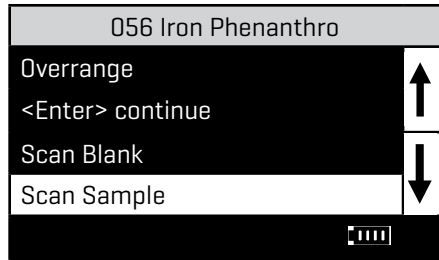 056 Iron Phenanthro
Overrange
<Enter> continue
Scan Blank
Scan Sample